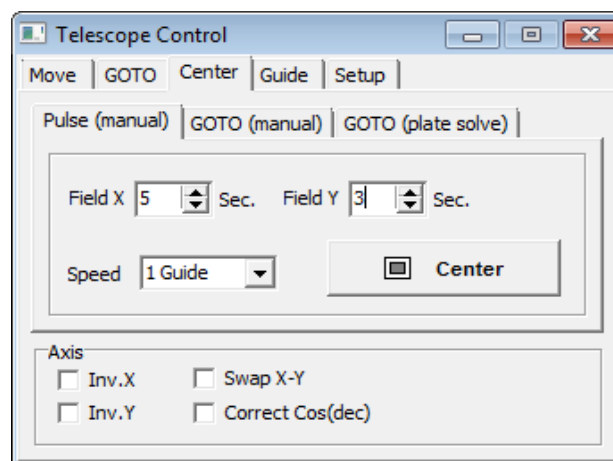 Telescope Control
Move GOTO Center Guide Setup
Pulse (manual) GOTO (manual) GOTO (plate solve)
Field X 5 Sec. Field Y 3 Sec.
Speed 1 Guide Center
Axis
Inv.X Swap X-Y
Inv.Y Correct Cos(dec)